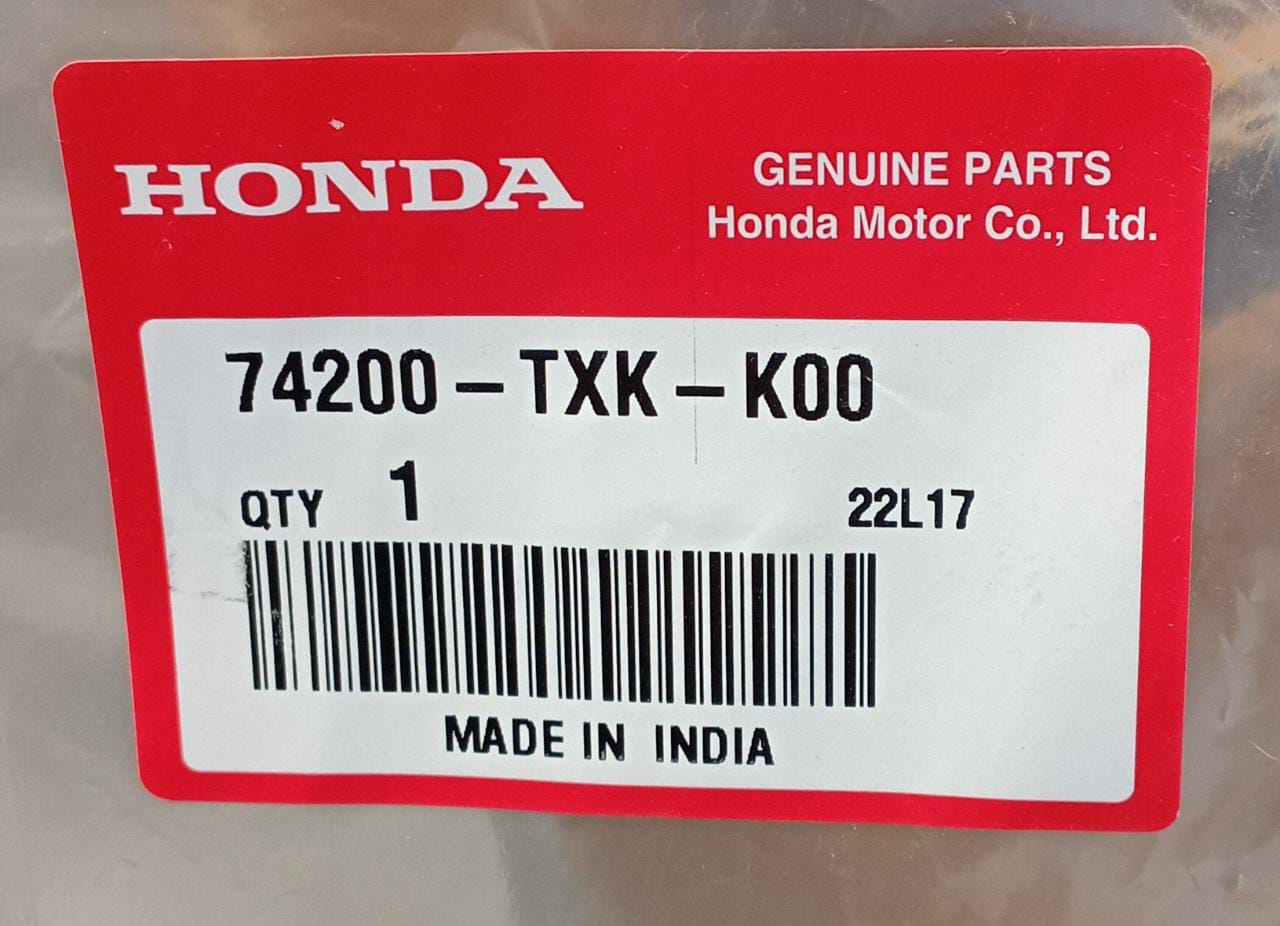 HONDA
GENUINE PARTS
Honda Motor Co., Ltd.
74200-TXK-K00
QTY 1
22L17
MADE IN INDIA